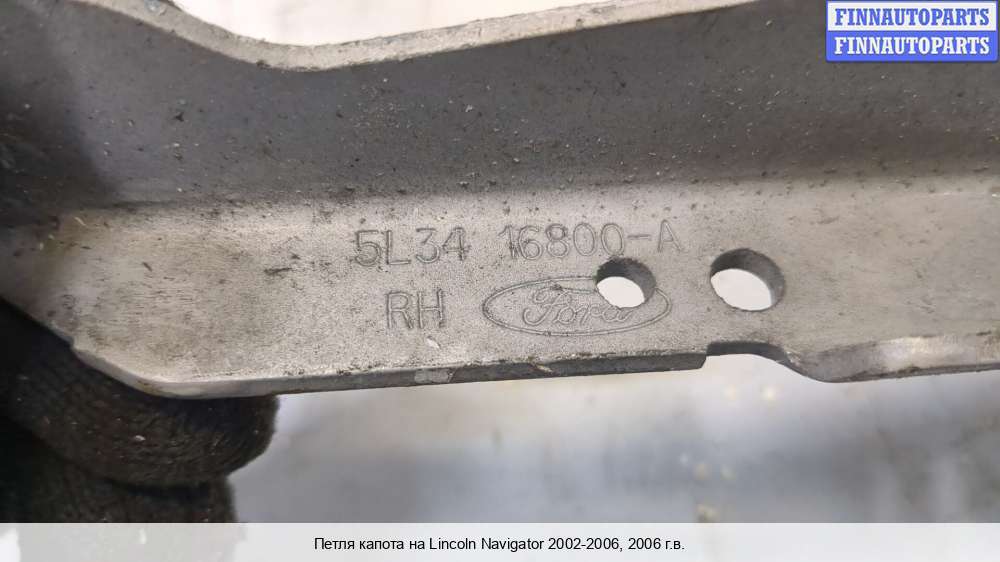 FINNAUTOPARTS
FINNAUTOPARTS
5L34 16800-A
RH Ford
Петля капота на Lincoln Navigator 2002-2006, 2006 г.в.